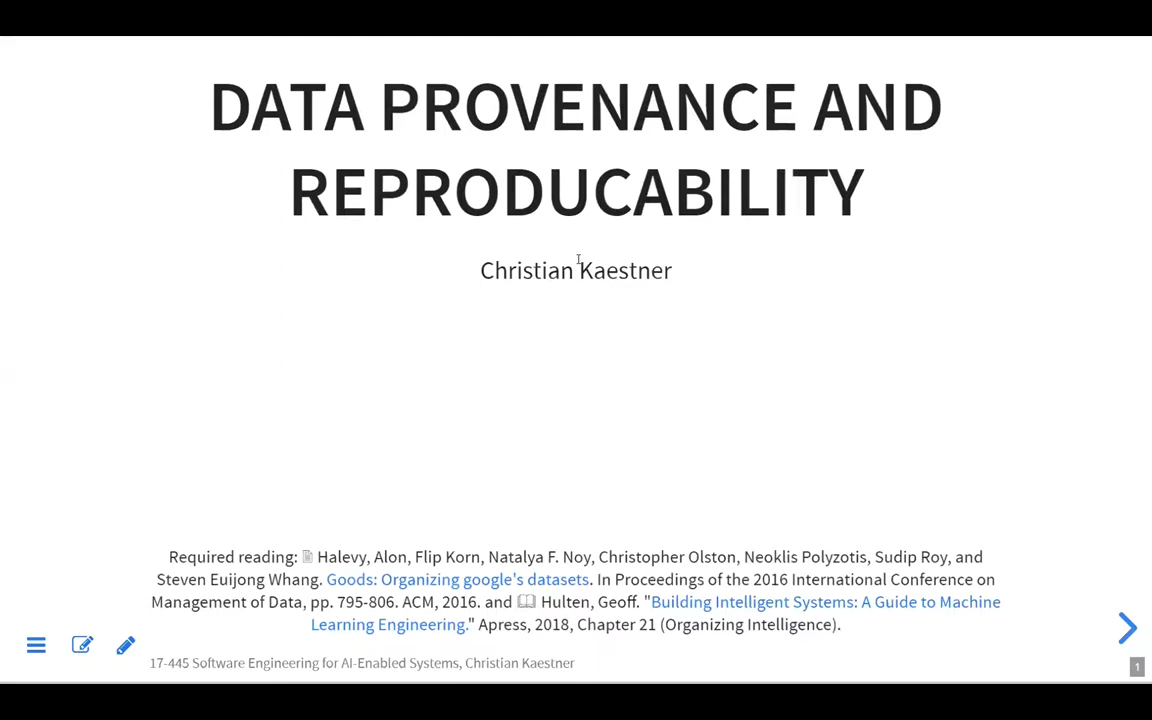 DATA PROVENANCE AND
REPRODUCABILITY
Christian Kaestner
Required reading: Halevy, Alon, Flip Korn, Natalya F. Noy, Christopher Olston, Neoklis Polyzotis, Sudip Roy, and
Steven Euijong Whang. Goods: Organizing google's datasets. In Proceedings of the 2016 International Conference on
Management of Data, pp. 795-806. ACM, 2016. and Hulten, Geoff. "Building Intelligent Systems: A Guide to Machine
Learning Engineering." Apress, 2018, Chapter 21 (Organizing Intelligence).
17-445 Software Engineering for AI-Enabled Systems, Christian Kaestner
1